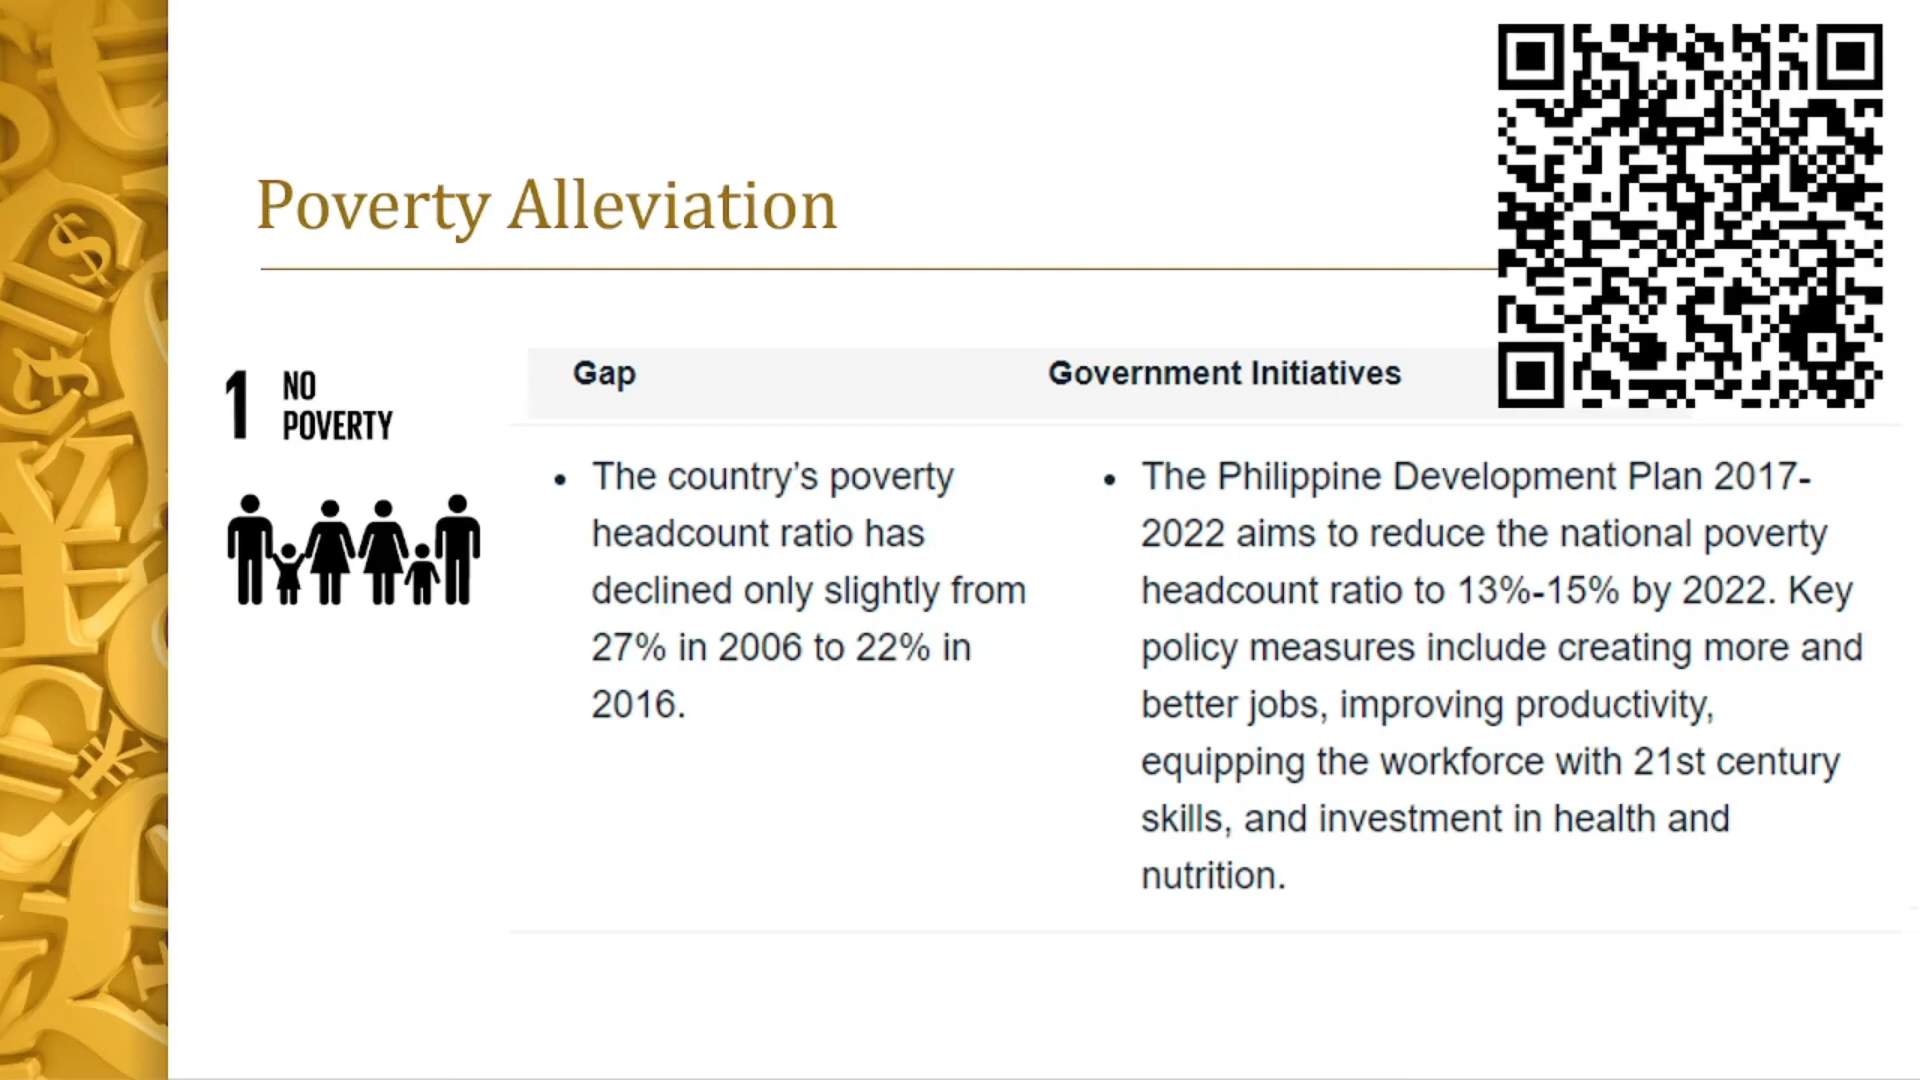 Poverty Alleviation
1 NO
POVERTY
Gap
Government Initiatives
• The country’s poverty
headcount ratio has
declined only slightly from
27% in 2006 to 22% in
2016.
• The Philippine Development Plan 2017-
2022 aims to reduce the national poverty
headcount ratio to 13%-15% by 2022. Key
policy measures include creating more and
better jobs, improving productivity,
equipping the workforce with 21st century
skills, and investment in health and
nutrition.